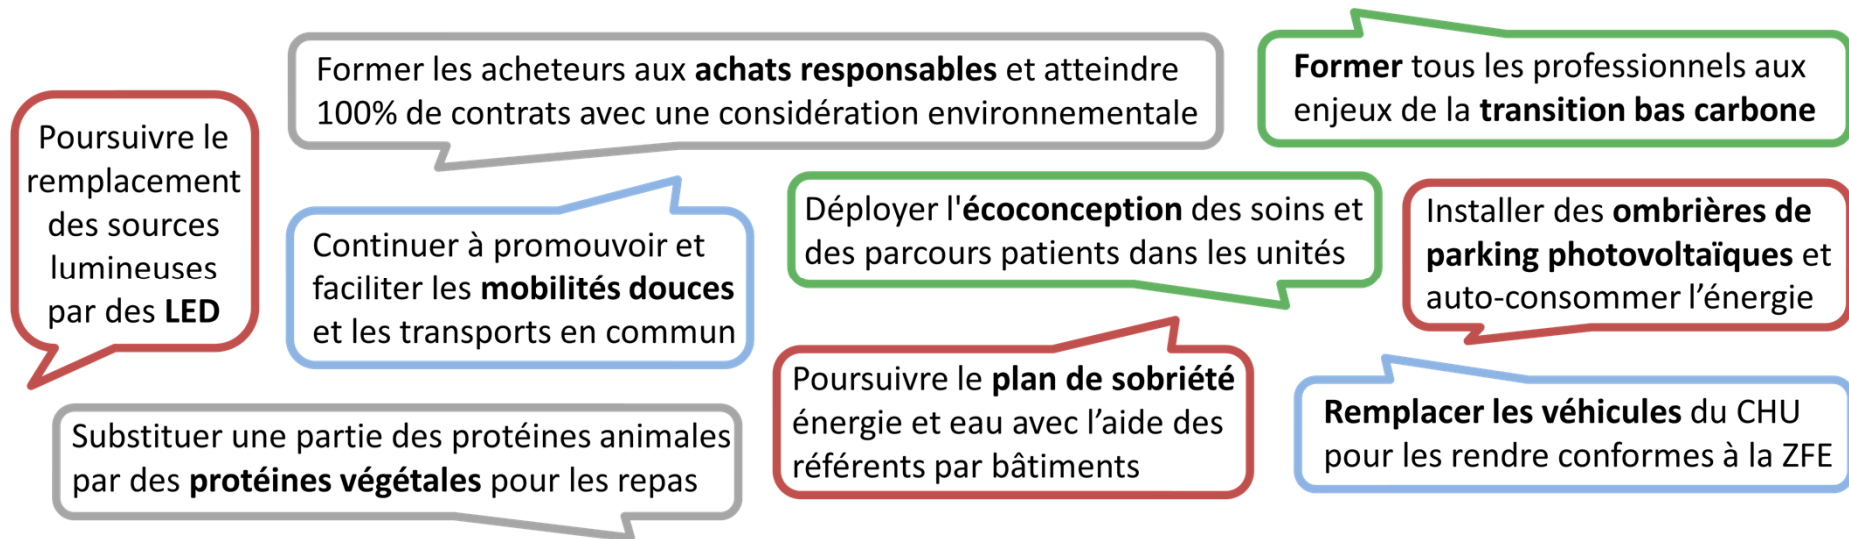 Former les acheteurs aux achats responsables et atteindre
100% de contrats avec une considération environnementale
Former tous les professionnels aux
enjeux de la transition bas carbone
Poursuivre le
remplacement
des sources
lumineuses
par des LED
Continuer à promouvoir et
faciliter les mobilités douces
et les transports en commun
Déployer l'écoconception des soins et
des parcours patients dans les unités
Installer des ombrières de
parking photovoltaïques et
auto-consommer l’énergie
Poursuivre le plan de sobriété
énergie et eau avec l’aide des
référents par bâtiments
Remplacer les véhicules du CHU
pour les rendre conformes à la ZFE
Substituer une partie des protéines animales
par des protéines végétales pour les repas